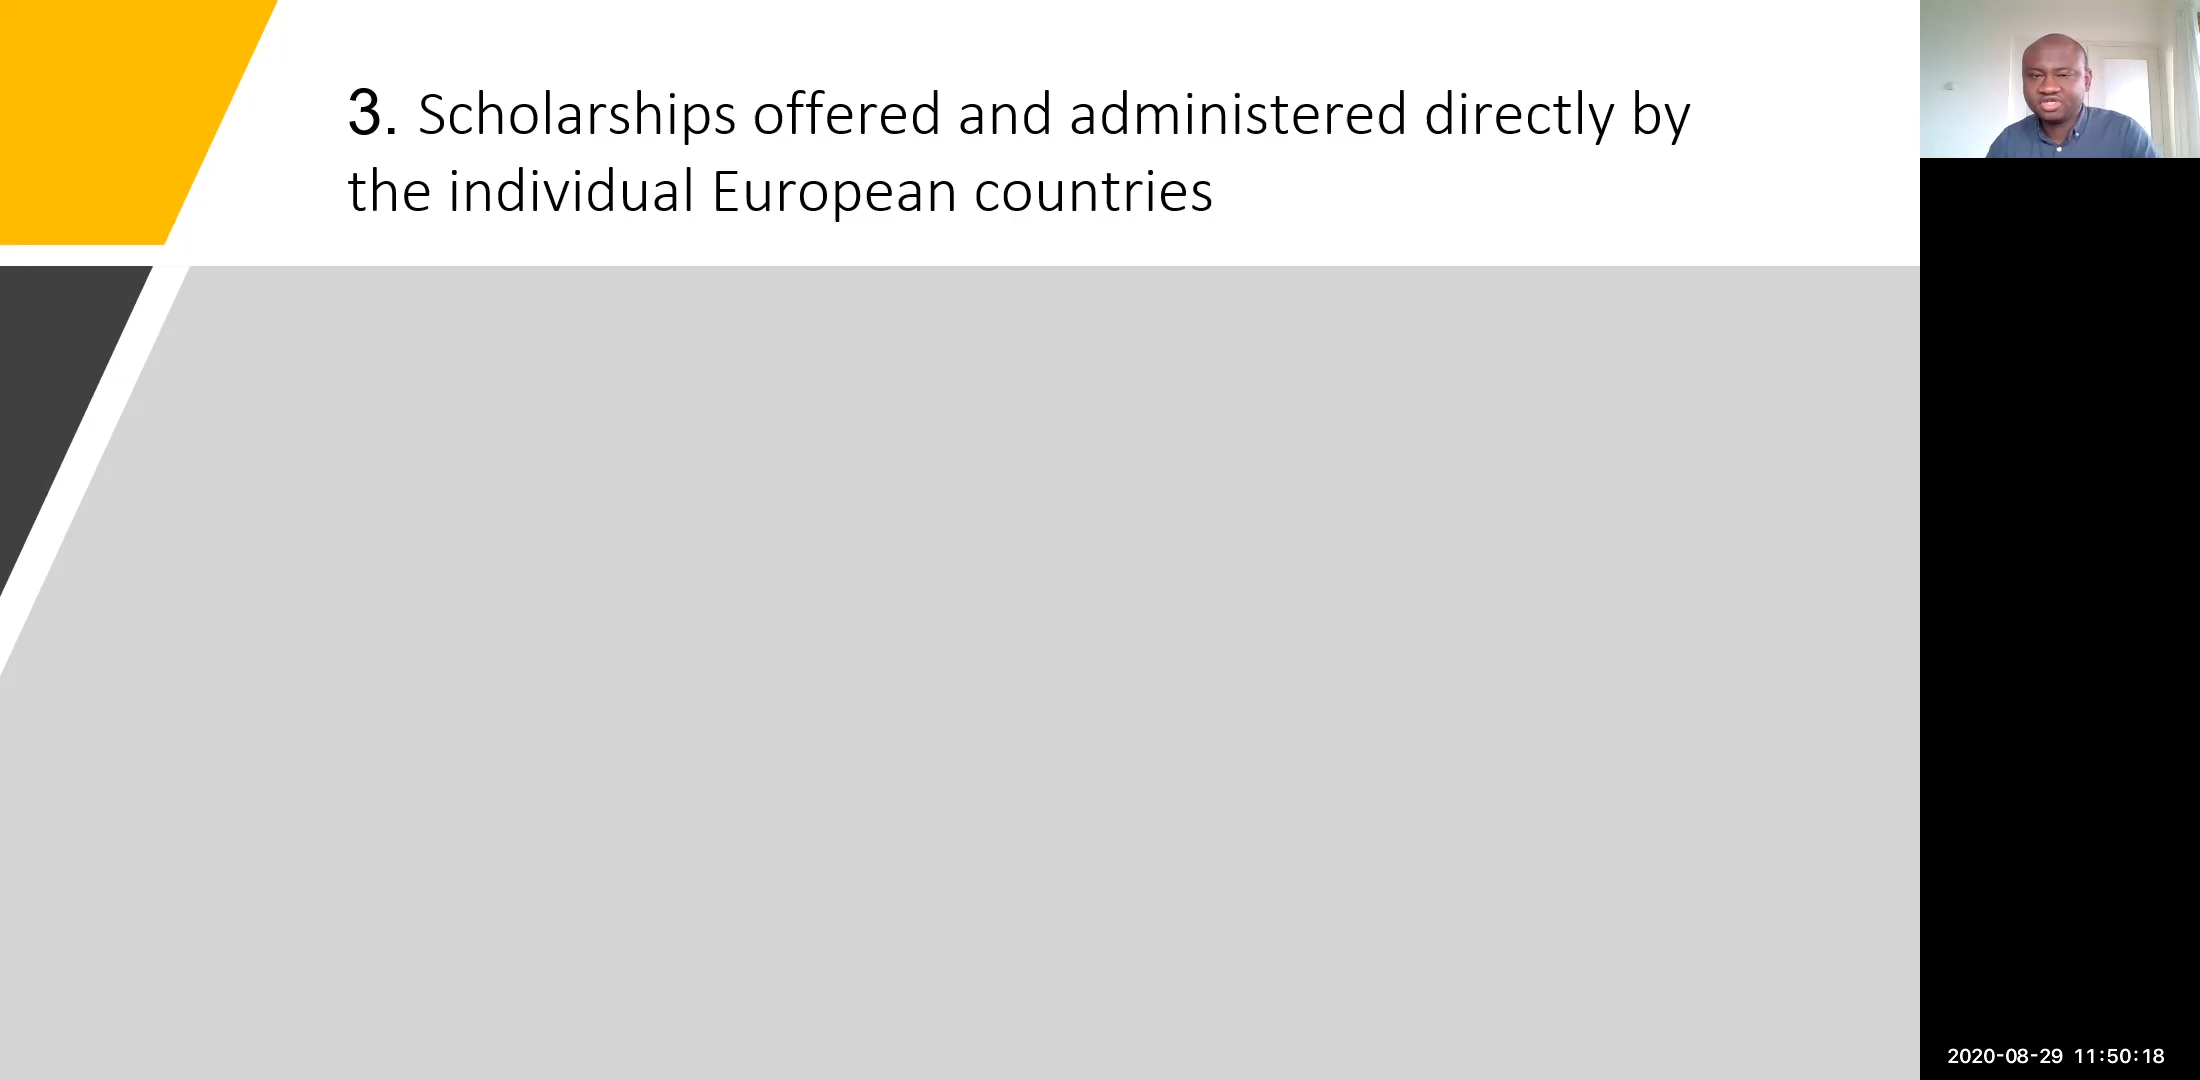 3. Scholarships offered and administered directly by
the individual European countries
2020-08-29 11:50:18